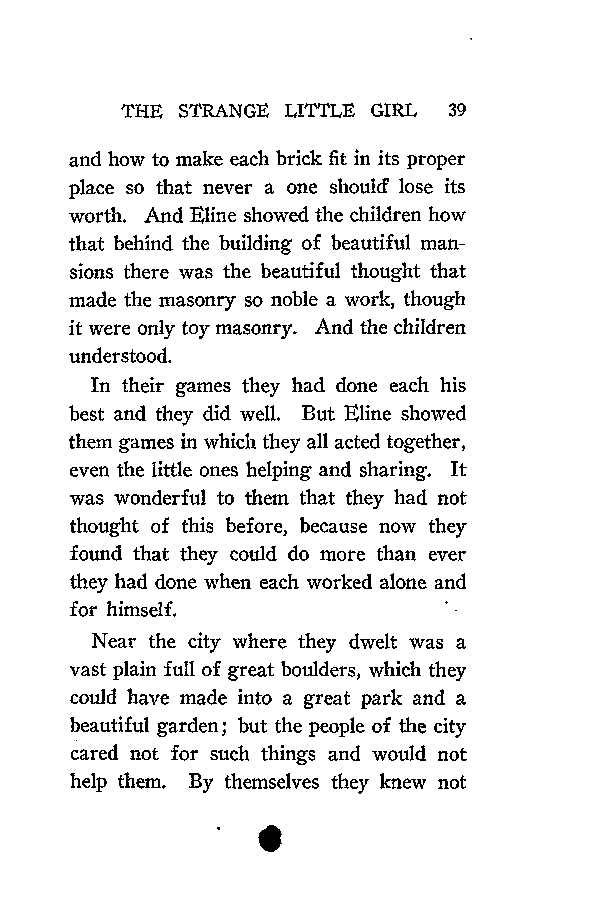 THE STRANGE LITTLE GIRL 39
and how to make each brick fit in its proper
place so that never a one should lose its
worth. And Eline showed the children how
that behind the building of beautiful man-
sions there was the beautiful thought that
made the masonry so noble a work, though
it were only toy masonry. And the children
understood.
In their games they had done each his
best and they did well. But Eline showed
them games in which they all acted together,
even the little ones helping and sharing. It
was wonderful to them that they had not
thought of this before, because now they
found that they could do more than ever
they had done when each worked alone and
for himself.
Near the city where they dwelt was a
vast plain full of great boulders, which they
could have made into a great park and a
beautiful garden; but the people of the city
cared not for such things and would not
help them. By themselves they knew not